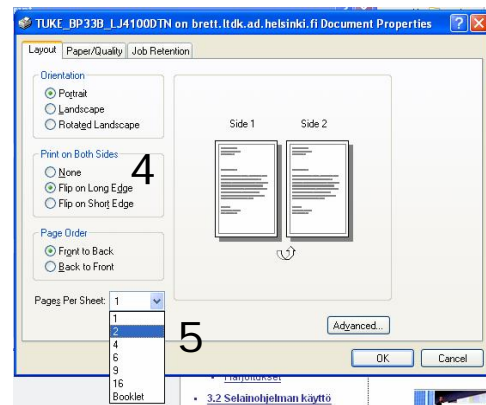 TUKE_BP33B_LJ4100DTN on brett.ltdk.ad.helsinki.fi Document Properties
Layout Paper/Quality Job Retention
Orientation
Portrait
Landscape
Rotated Landscape
Side 1 Side 2
Print on Both Sides
None
4
Flip on Long Edge
Flip on Short Edge
Page Order
Front to Back
Back to Front
Pages Per Sheet: 1
1
2
4
6
9
16
Booklet
5
Advanced...
OK Cancel
Harjoitukset
3.2 Selainohjelman käyttö